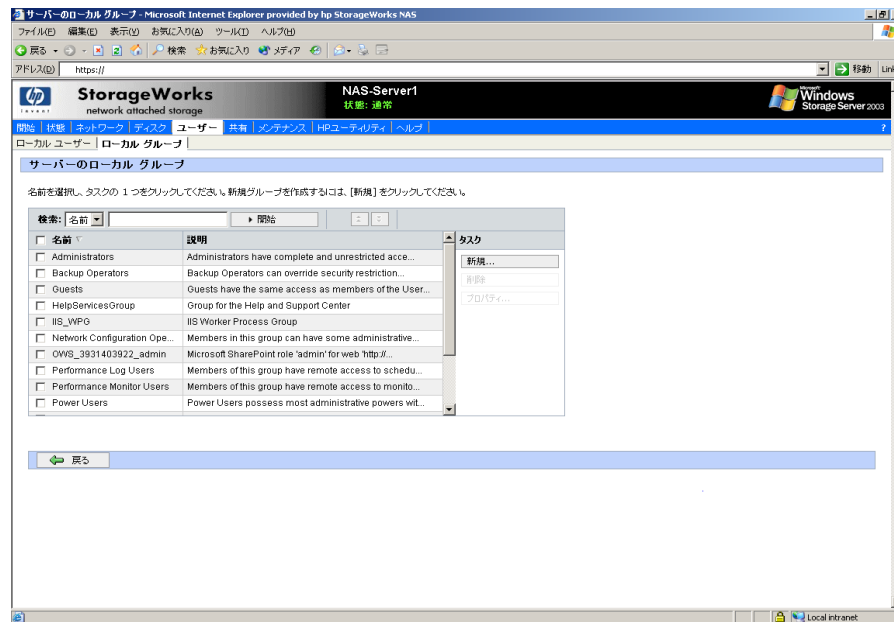 サーバーのローカル グループ - Microsoft Internet Explorer provided by hp StorageWorks NAS
ファイル(F) 編集(E) 表示(V) お気に入り(A) ツール(T) ヘルプ(H)
戻る 検索 お気に入り メディア
アドレス(D) https:// 移動 Link
hp
invent
StorageWorks
network attached storage
NAS-Server1
状態: 通常
Microsoft
Windows
Storage Server 2003
開始 状態 ネットワーク ディスク ユーザー 共有 メンテナンス HPユーティリティ ヘルプ ?
ローカル ユーザー ローカル グループ
サーバーのローカル グループ
名前を選択し、タスクの 1 つをクリックしてください。新規グループを作成するには、[新規] をクリックしてください。
検索: 名前 開始
名前 説明 タスク
Administrators Administrators have complete and unrestricted acce...
新規...
Backup Operators Backup Operators can override security restriction...
削除
Guests Guests have the same access as members of the User...
プロパティ...
HelpServicesGroup Group for the Help and Support Center
IIS_WPG IIS Worker Process Group
Network Configuration Ope... Members in this group can have some administrative...
OWS_3931403922_admin Microsoft SharePoint role 'admin' for web 'http://...
Performance Log Users Members of this group have remote access to schedu...
Performance Monitor Users Members of this group have remote access to monito...
Power Users Power Users possess most administrative powers wit...
戻る
Local intranet